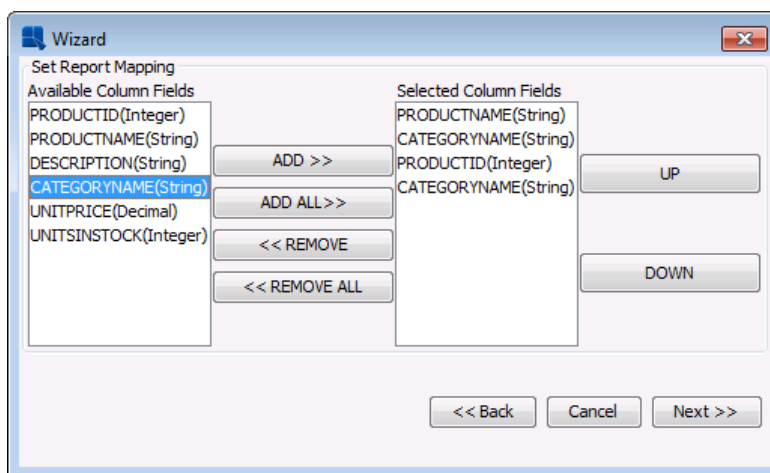 Wizard
Set Report Mapping
Available Column Fields
PRODUCTID(Integer)
PRODUCTNAME(String)
DESCRIPTION(String)
CATEGORYNAME(String)
UNITPRICE(Decimal)
UNITSINSTOCK(Integer)
ADD >>
ADD ALL>>
<< REMOVE
<< REMOVE ALL
Selected Column Fields
PRODUCTNAME(String)
CATEGORYNAME(String)
PRODUCTID(Integer)
CATEGORYNAME(String)
UP
DOWN
<< Back
Cancel
Next >>